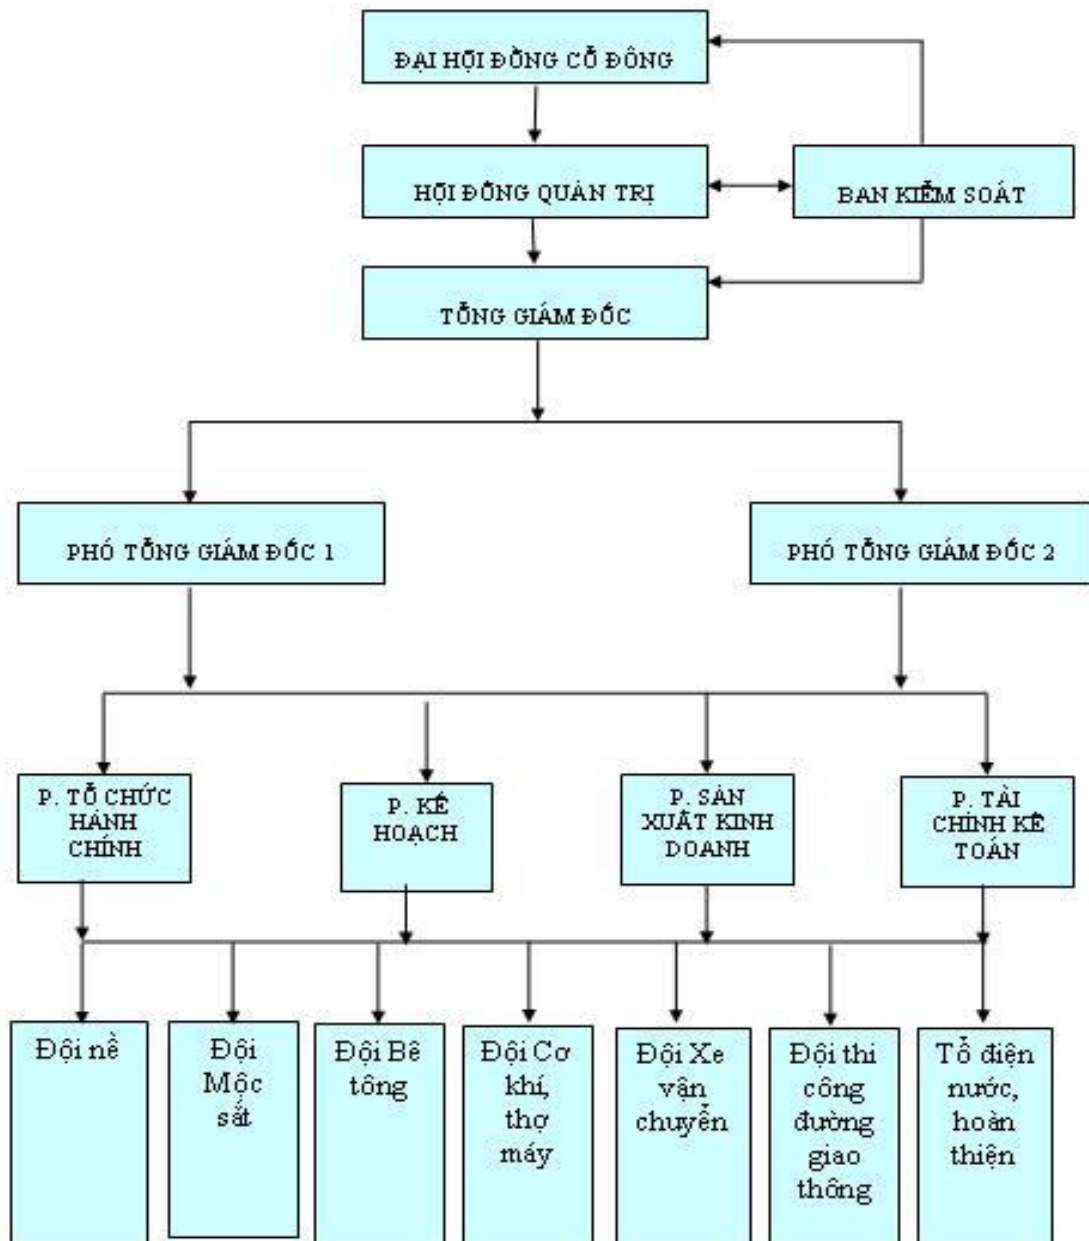 ĐẠI HỘI ĐỒNG CỔ ĐÔNG
HỘI ĐỒNG QUẢN TRỊ
BAN KIỂM SOÁT
TỔNG GIÁM ĐỐC
PHÓ TỔNG GIÁM ĐỐC 1
PHÓ TỔNG GIÁM ĐỐC 2
P. TỔ CHỨC
HÀNH
CHÍNH
P. KẾ
HOẠCH
P. SẢN
XUẤT KINH
DOANH
P. TÀI
CHÍNH KẾ
TOÁN
Đội nề
Đội
Mộc
sắt
Đội Bê
tông
Đội Cơ
khí,
thợ
máy
Đội Xe
vận
chuyển
Đội thi
công
đường
giao
thông
Tổ điện
nước,
hoàn
thiện